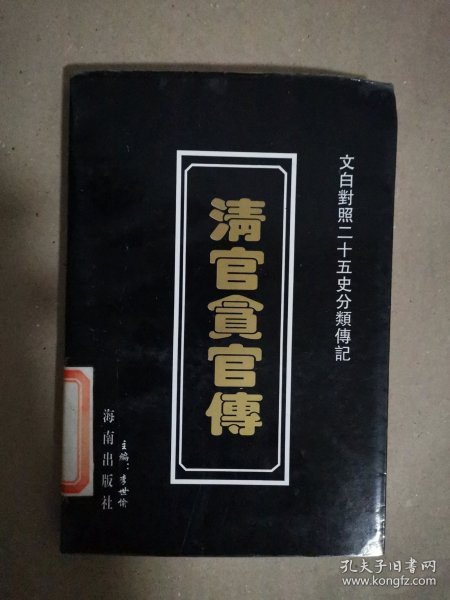 文白對照二十五史分類傳記
清官貪官傳
主編：李世愉
海南出版社
孔夫子旧书网
www.kongfz.com